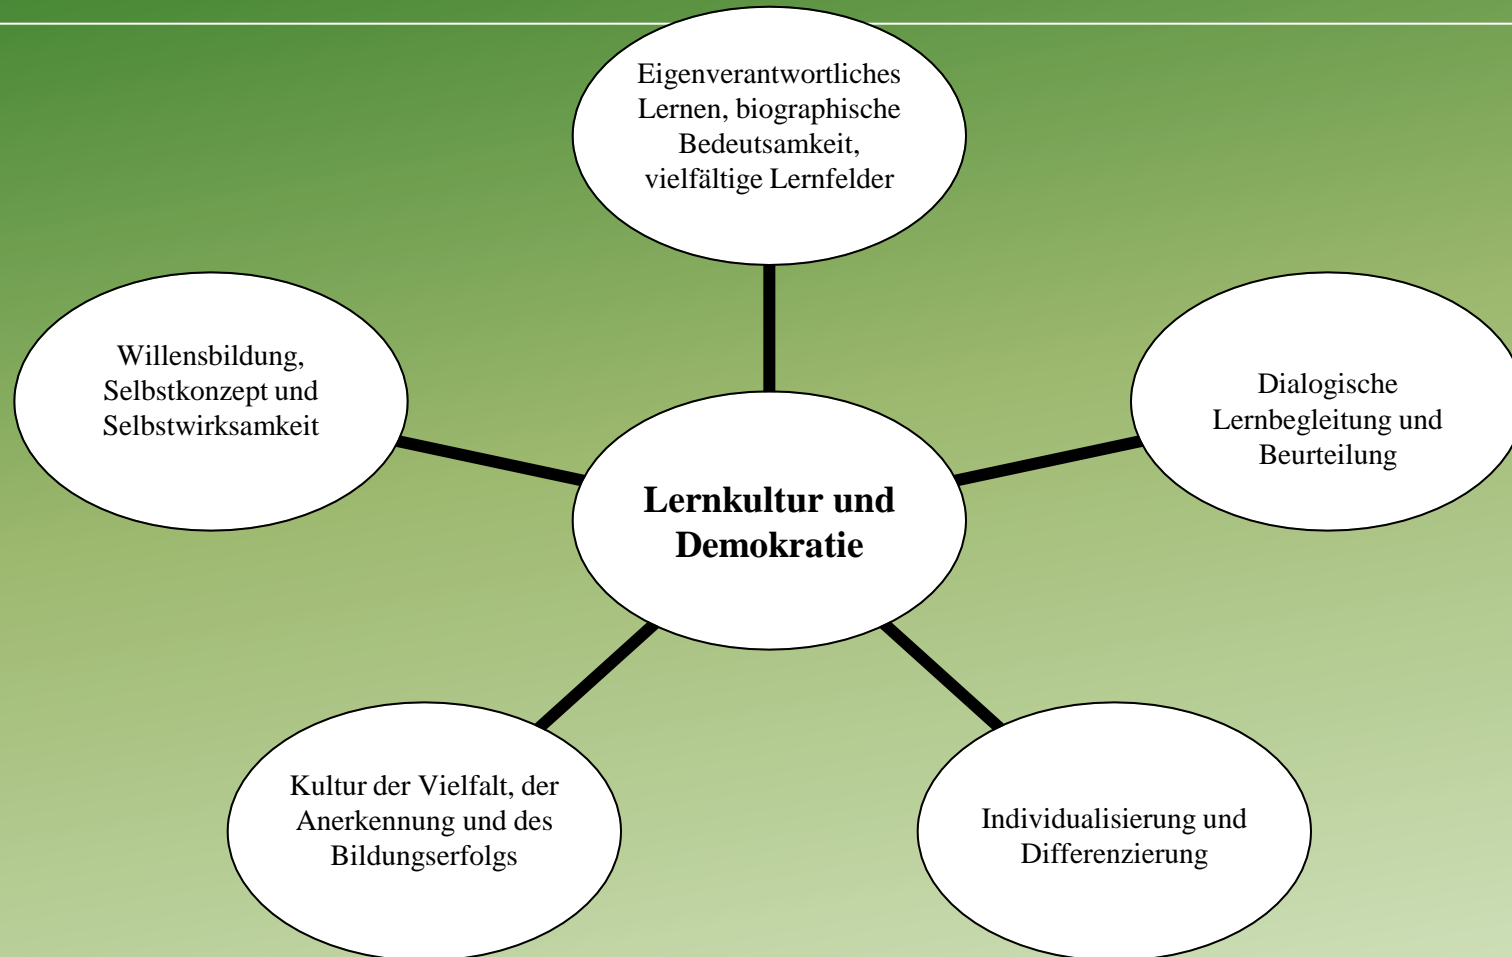 Eigenverantwortliches
Lernen, biographische
Bedeutsamkeit,
vielfältige Lernfelder
Willensbildung,
Selbstkonzept und
Selbstwirksamkeit
Dialogische
Lernbegleitung und
Beurteilung
Lernkultur und
Demokratie
Kultur der Vielfalt, der
Anerkennung und des
Bildungserfolgs
Individualisierung und
Differenzierung